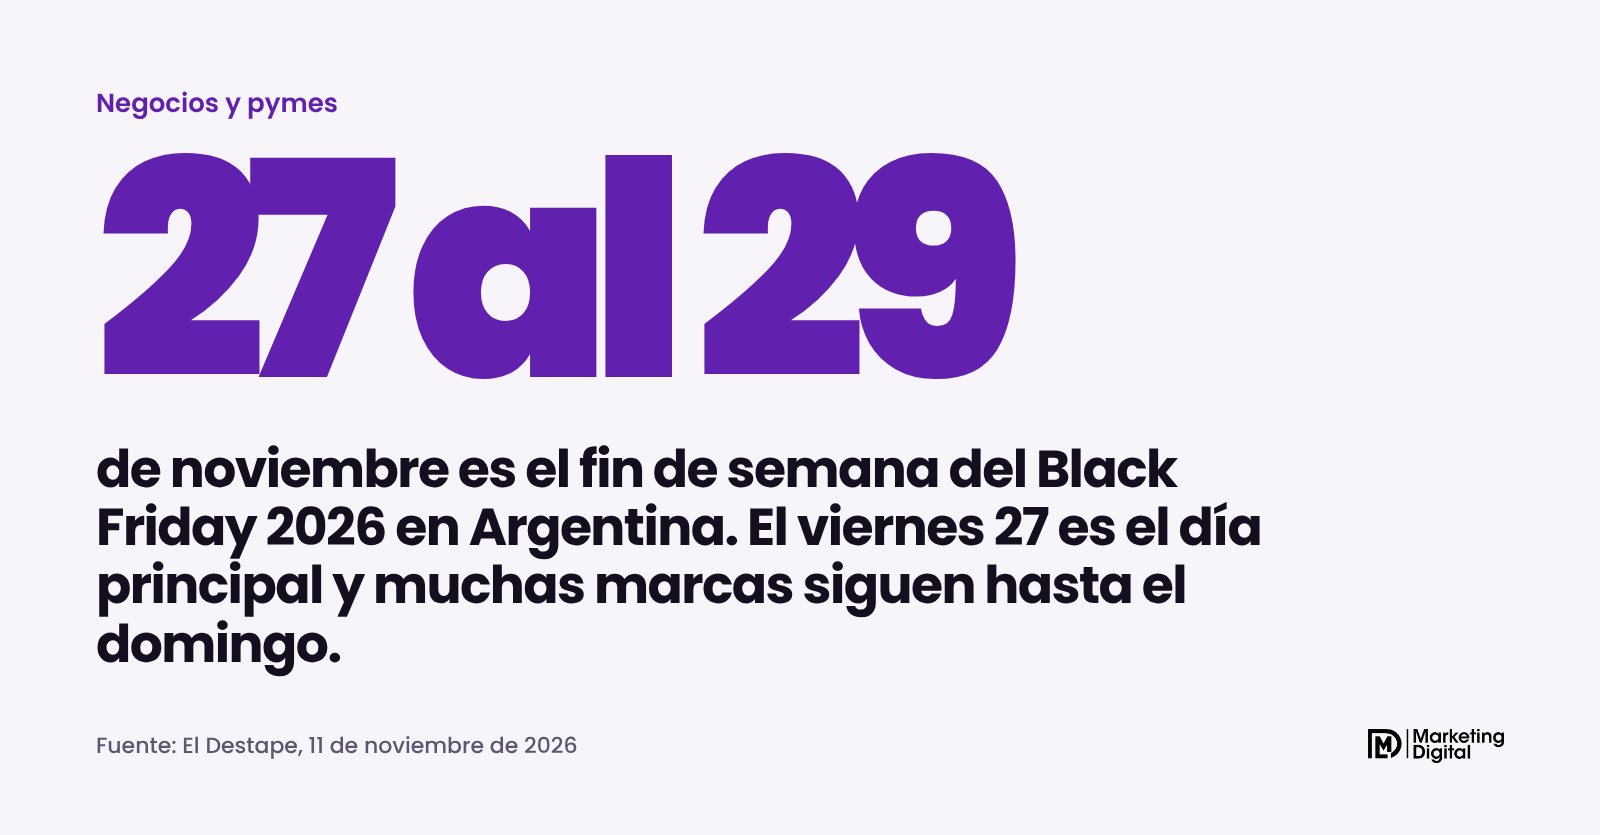 Negocios y pymes
27 al 29
de noviembre es el fin de semana del Black
Friday 2026 en Argentina. El viernes 27 es el día
principal y muchas marcas siguen hasta el
domingo.
Fuente: El Destape, 11 de noviembre de 2026
Marketing
Digital